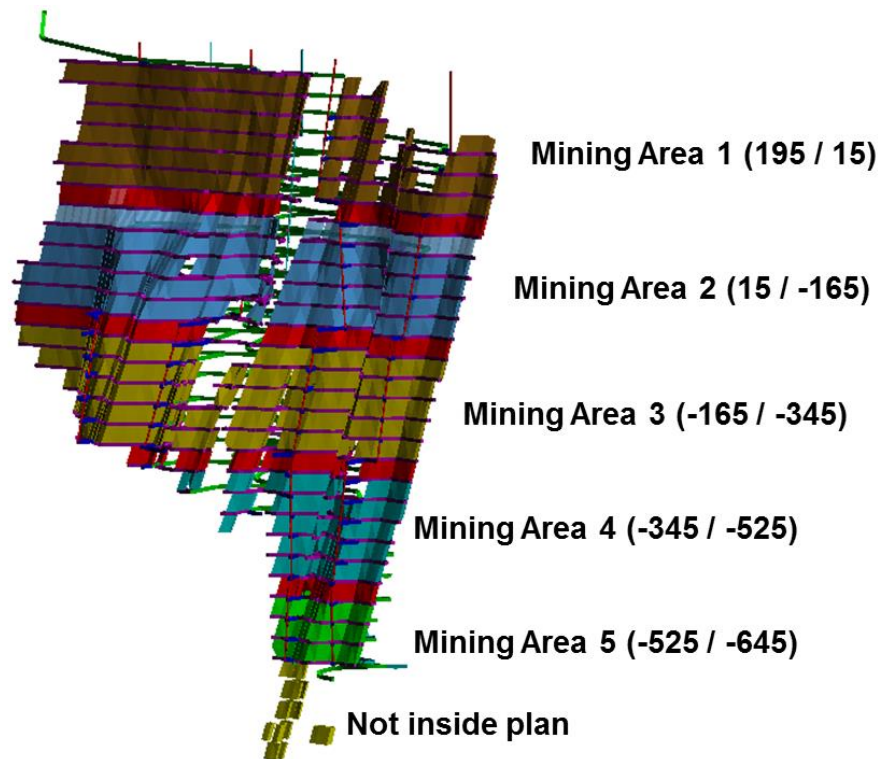 Mining Area 1 (195 / 15)
Mining Area 2 (15 / -165)
Mining Area 3 (-165 / -345)
Mining Area 4 (-345 / -525)
Mining Area 5 (-525 / -645)
Not inside plan